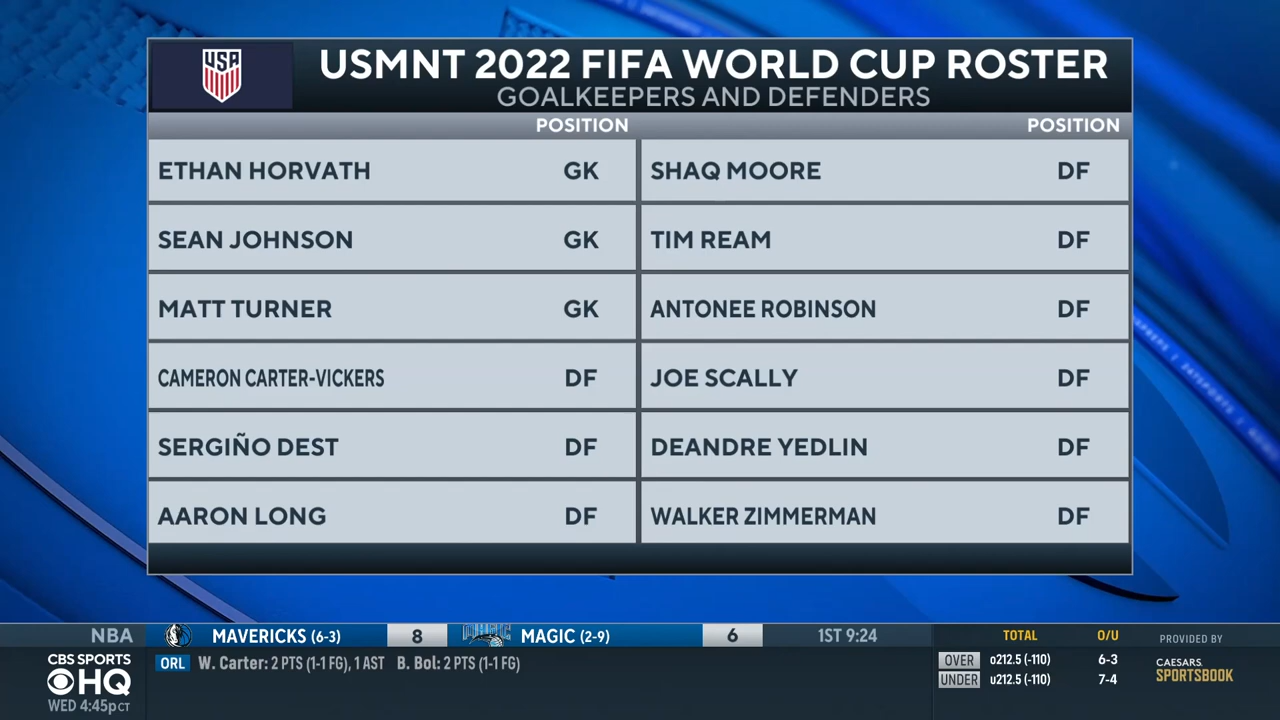 USA
USMNT 2022 FIFA WORLD CUP ROSTER
GOALKEEPERS AND DEFENDERS
POSITION POSITION
ETHAN HORVATH GK SHAQ MOORE DF
SEAN JOHNSON GK TIM REAM DF
MATT TURNER GK ANTONEE ROBINSON DF
CAMERON CARTER-VICKERS DF JOE SCALLY DF
SERGIÑO DEST DF DEANDRE YEDLIN DF
AARON LONG DF WALKER ZIMMERMAN DF
NBA MAVERICKS (6-3) 8 MAGIC MAGIC (2-9) 6 1ST 9:24 TOTAL O/U PROVIDED BY
CBS SPORTS HQ
WED 4:45pCT
ORL W. Carter: 2 PTS (1-1 FG), 1 AST B. Bol: 2 PTS (1-1 FG)
OVER o212.5 (-110) 6-3
UNDER u212.5 (-110) 7-4
CAESARS
SPORTSBOOK